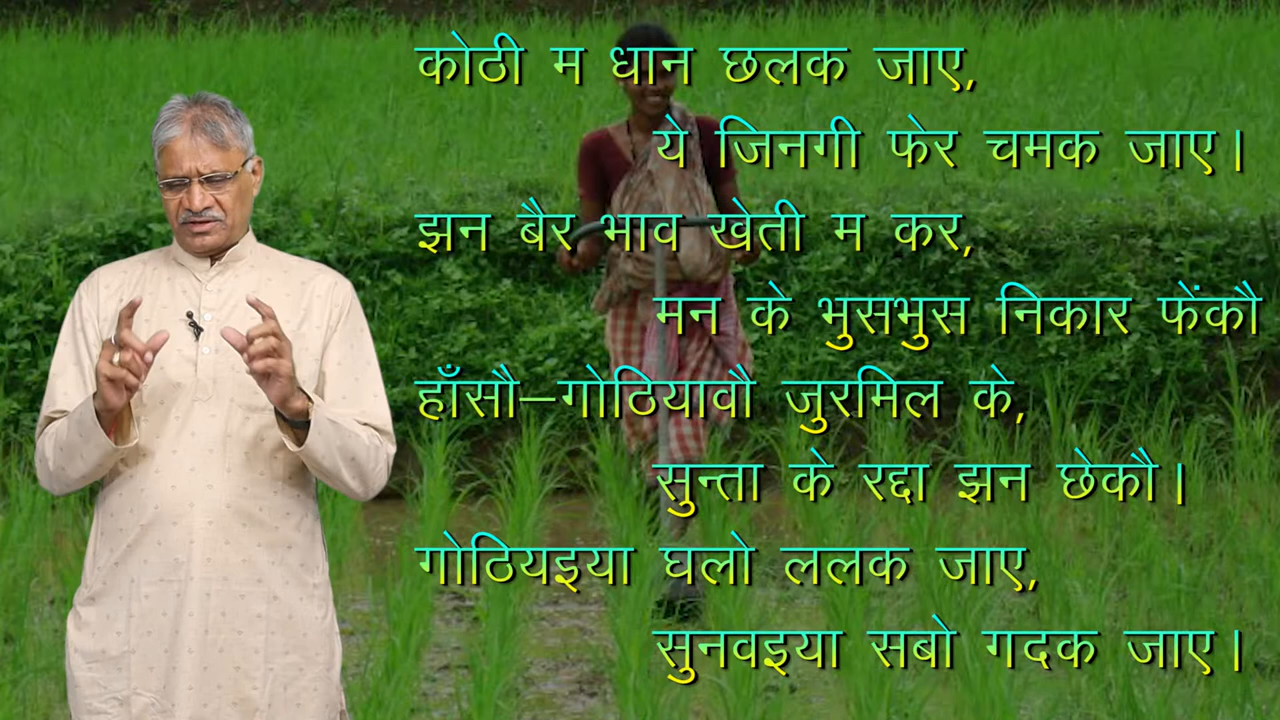 कोठी म धान छलक जाए,
ये जिनगी फेर चमक जाए।
झन बैर भाव खेती म कर,
मन के भुसभुस निकार फेंकौ
हाँसौ–गोठियावौ जुरमिल के,
सुन्ता के रद्दा झन छेकौ।
गोठियइया घलो ललक जाए,
सुनवइया सबो गदक जाए।